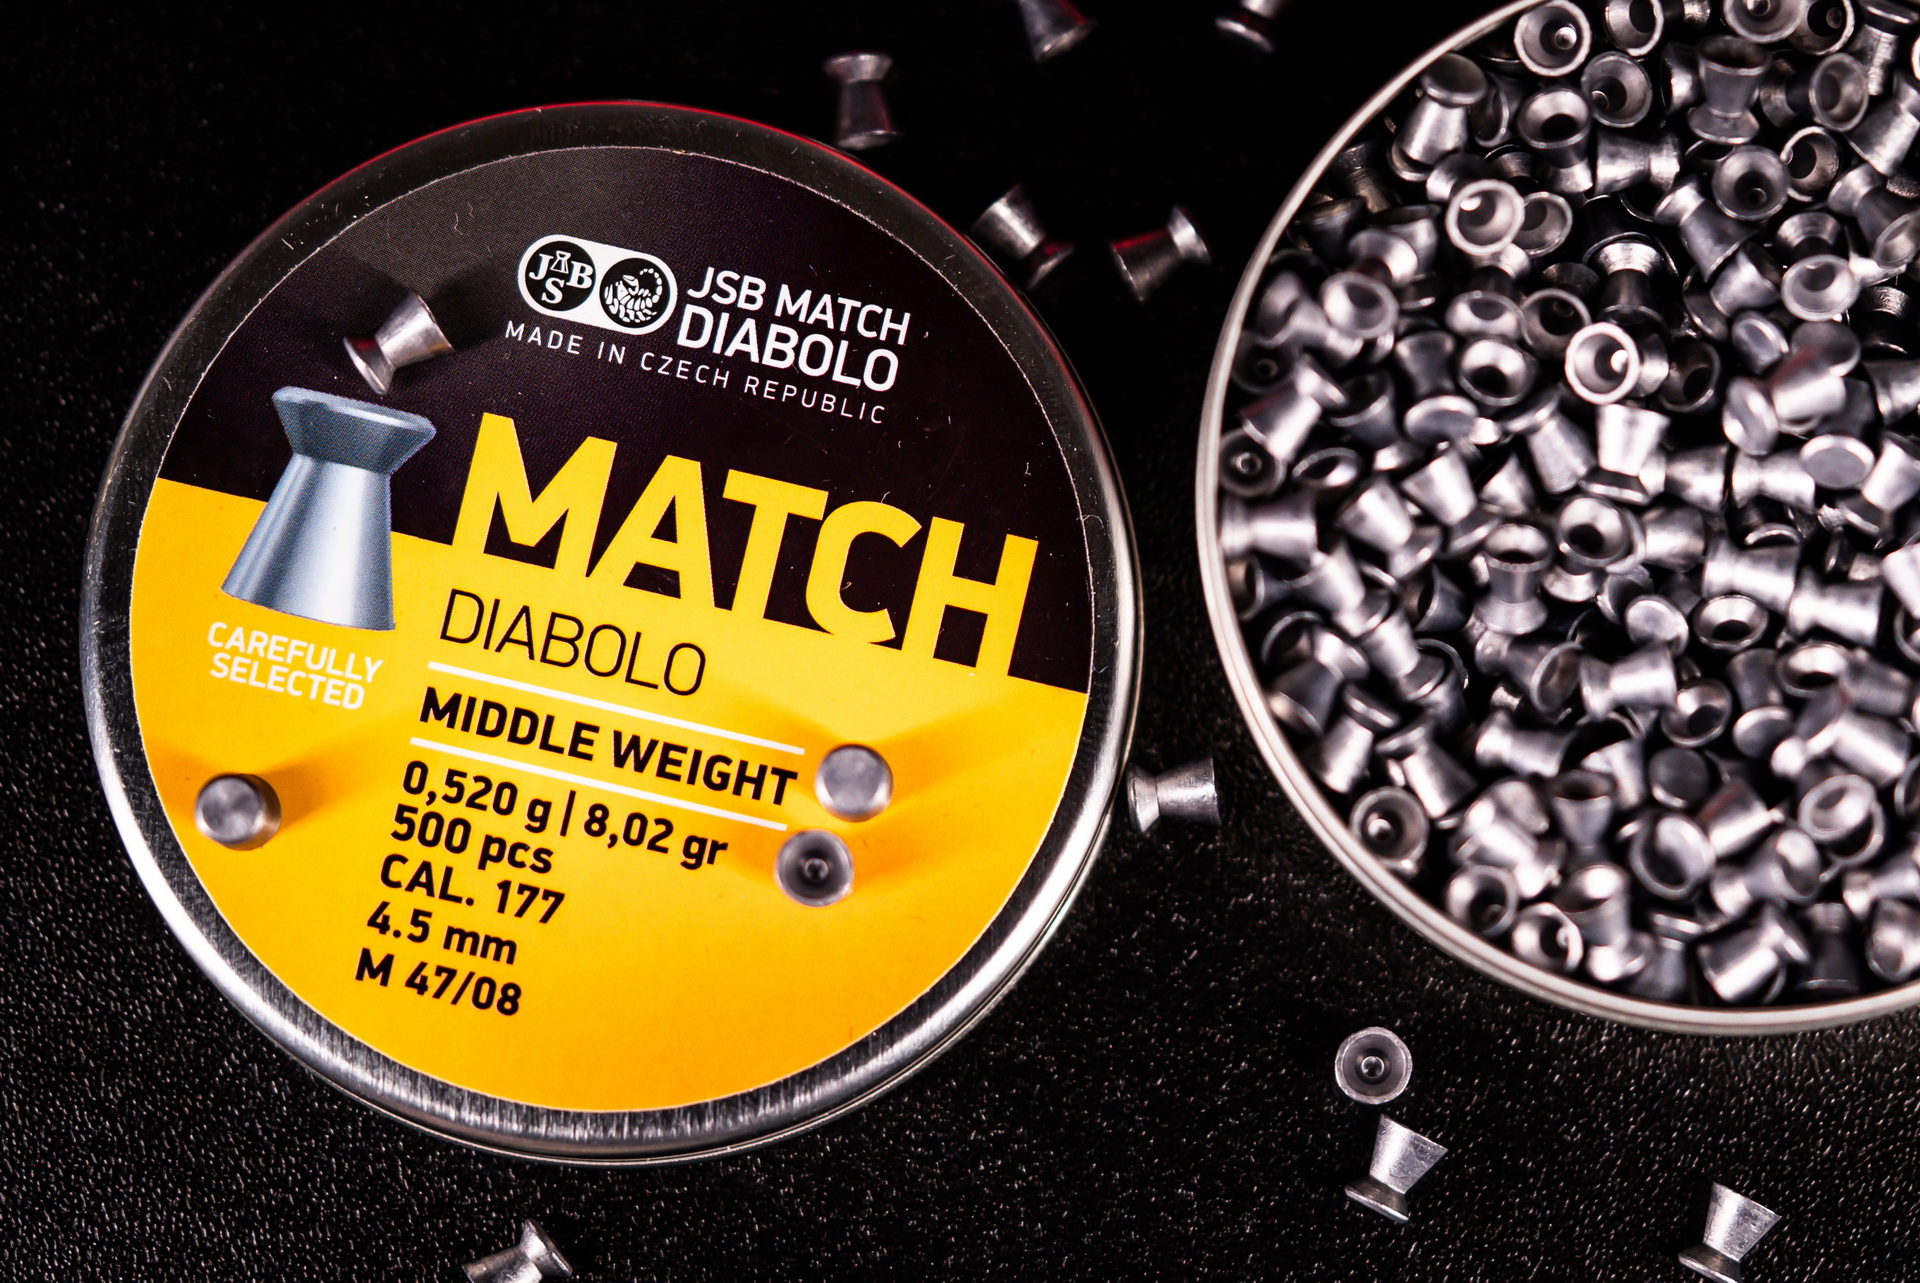 JSB
JSB MATCH
DIABOLO
MADE IN CZECH REPUBLIC
MATCH
DIABOLO
CAREFULLY
SELECTED
MIDDLE WEIGHT
0,520 g | 8,02 gr
500 pcs
CAL. 177
4.5 mm
M 47/08